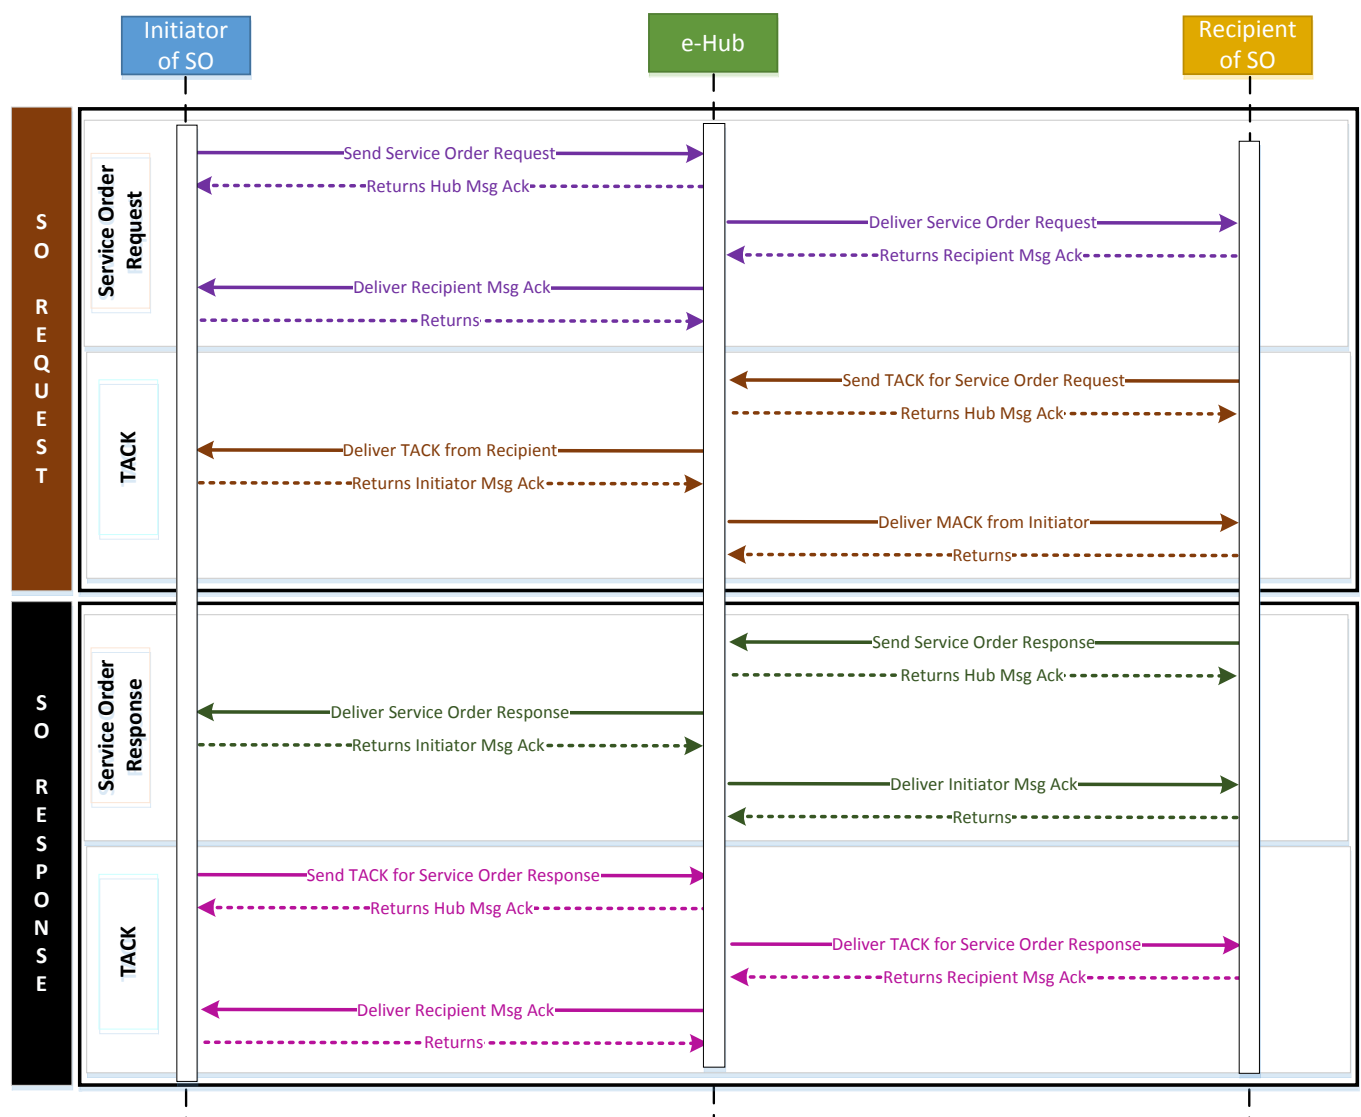 Initiator
of SO
e-Hub
Recipient
of SO
SO REQUEST
Service Order
Request
Send Service Order Request
Returns Hub Msg Ack
Deliver Service Order Request
Returns Recipient Msg Ack
Deliver Recipient Msg Ack
Returns
TACK
Send TACK for Service Order Request
Returns Hub Msg Ack
Deliver TACK from Recipient
Returns Initiator Msg Ack
Deliver MACK from Initiator
Returns
SO RESPONSE
Service Order
Response
Send Service Order Response
Returns Hub Msg Ack
Deliver Service Order Response
Returns Initiator Msg Ack
Deliver Initiator Msg Ack
Returns
TACK
Send TACK for Service Order Response
Returns Hub Msg Ack
Deliver TACK for Service Order Response
Returns Recipient Msg Ack
Deliver Recipient Msg Ack
Returns